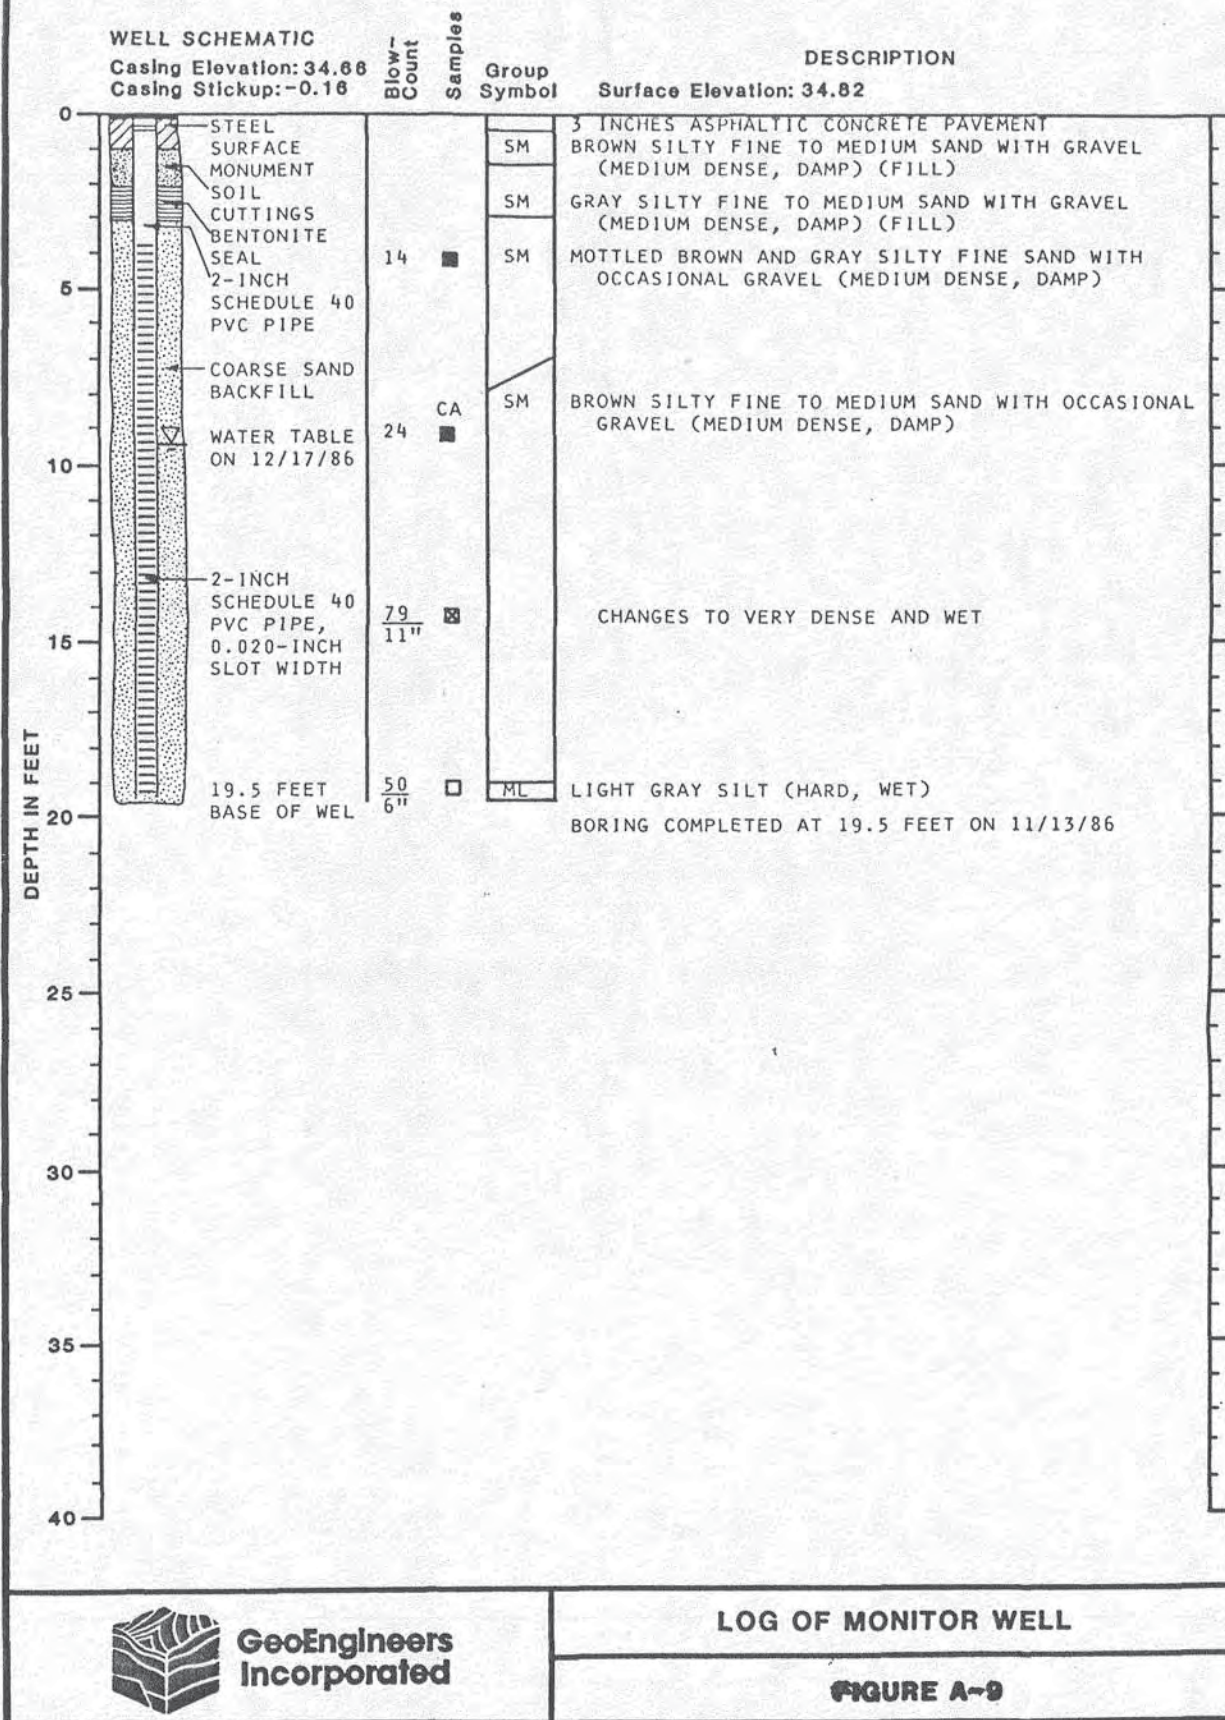 WELL SCHEMATIC
Casing Elevation: 34.66
Casing Stickup: -0.16
Blow-
Count
Samples
Group
Symbol
DESCRIPTION
Surface Elevation: 34.82
0
5
10
15
20
25
30
35
40
DEPTH IN FEET
STEEL
SURFACE
MONUMENT
SOIL
CUTTINGS
BENTONITE
SEAL
2-INCH
SCHEDULE 40
PVC PIPE
COARSE SAND
BACKFILL
WATER TABLE
ON 12/17/86
2-INCH
SCHEDULE 40
PVC PIPE,
0.020-INCH
SLOT WIDTH
19.5 FEET
BASE OF WEL
14
CA
24
79
11"
50
6"
SM
SM
SM
SM
ML
3 INCHES ASPHALTIC CONCRETE PAVEMENT
BROWN SILTY FINE TO MEDIUM SAND WITH GRAVEL
(MEDIUM DENSE, DAMP) (FILL)
GRAY SILTY FINE TO MEDIUM SAND WITH GRAVEL
(MEDIUM DENSE, DAMP) (FILL)
MOTTLED BROWN AND GRAY SILTY FINE SAND WITH
OCCASIONAL GRAVEL (MEDIUM DENSE, DAMP)
BROWN SILTY FINE TO MEDIUM SAND WITH OCCASIONAL
GRAVEL (MEDIUM DENSE, DAMP)
CHANGES TO VERY DENSE AND WET
LIGHT GRAY SILT (HARD, WET)
BORING COMPLETED AT 19.5 FEET ON 11/13/86
GeoEngineers
Incorporated
LOG OF MONITOR WELL
FIGURE A-9